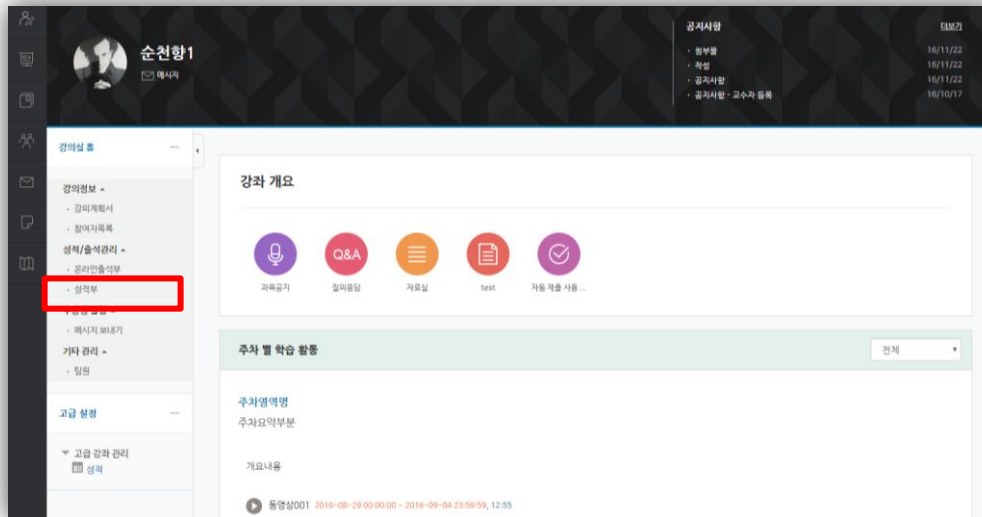 순천향1
메시지
공지사항
더보기
· 첨부물
16/11/22
· 작성
16/11/22
· 공지사항
16/11/22
· 공지사항 - 교수자 등록
16/10/17
강의실 홈
강의정보
· 강의계획서
· 참여자목록
성적/출석관리
· 온라인출석부
· 성적부
· 메시지 보내기
기타 관리
· 팀원
고급 설정
고급 강좌 관리
성적
강좌 개요
Q&A
과목공지
질의응답
자료실
test
자동 제출 사용 ...
주차 별 학습 활동
전체
주차영역명
주차요약부분
개요내용
동영상001 2016-08-29 00:00:00 ~ 2016-09-04 23:59:59, 12:55